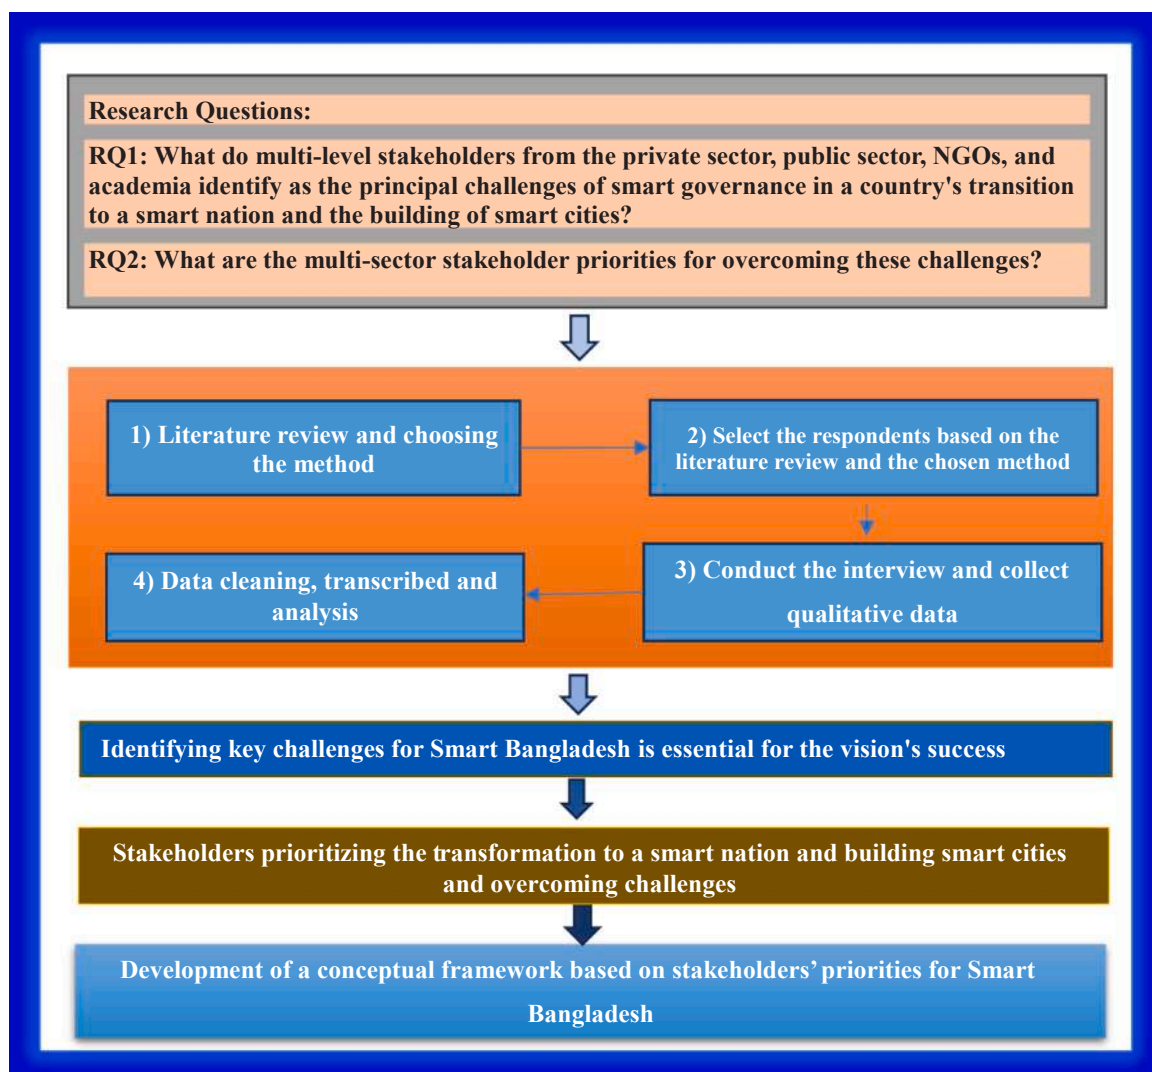 Research Questions:
RQ1: What do multi-level stakeholders from the private sector, public sector, NGOs, and
academia identify as the principal challenges of smart governance in a country's transition
to a smart nation and the building of smart cities?
RQ2: What are the multi-sector stakeholder priorities for overcoming these challenges?
1) Literature review and choosing
the method
2) Select the respondents based on the
literature review and the chosen method
3) Conduct the interview and collect
qualitative data
4) Data cleaning, transcribed and
analysis
Identifying key challenges for Smart Bangladesh is essential for the vision's success
Stakeholders prioritizing the transformation to a smart nation and building smart cities
and overcoming challenges
Development of a conceptual framework based on stakeholders’ priorities for Smart
Bangladesh